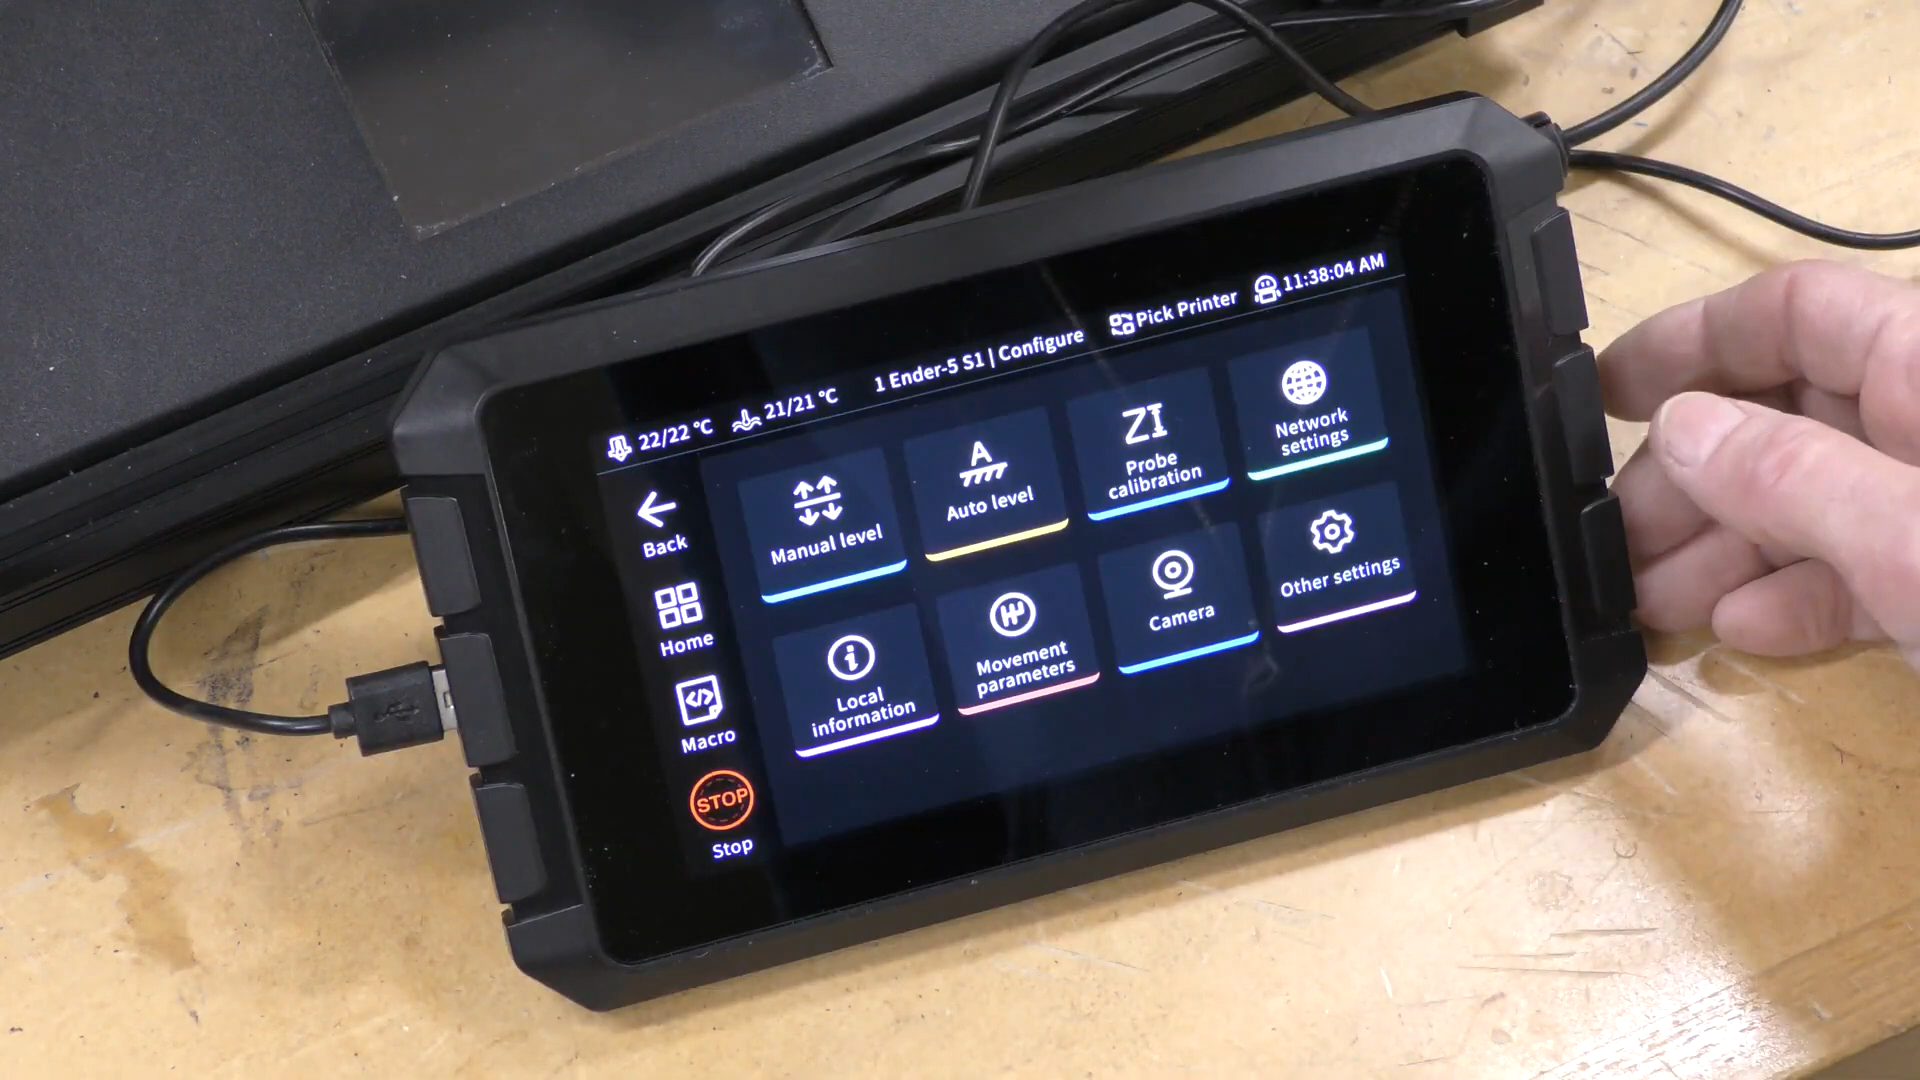 22/22 °C
21/21 °C
1 Ender-5 S1 | Configure
Pick Printer
11:38:04 AM
Back
Home
Macro
STOP
Stop
Manual level
A
Auto level
Z
Probe
calibration
Network
settings
Local
information
Movement
parameters
Camera
Other settings